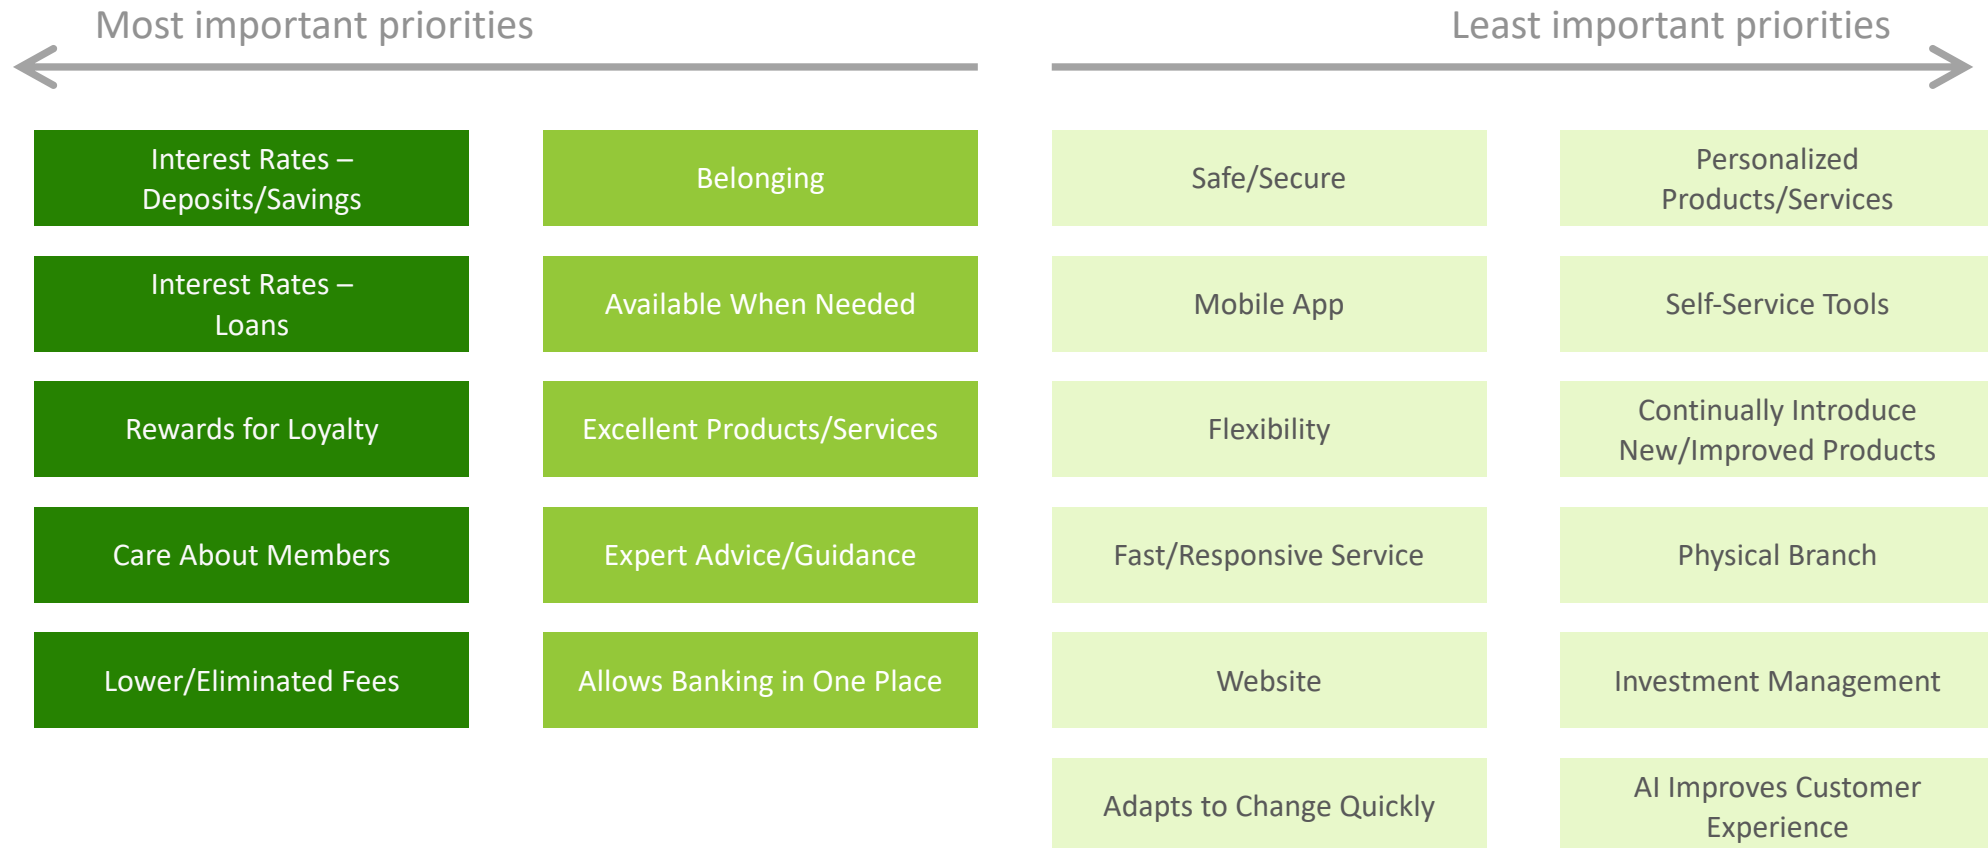 Most important priorities
Least important priorities
Interest Rates –
Deposits/Savings
Belonging
Safe/Secure
Personalized
Products/Services
Interest Rates –
Loans
Available When Needed
Mobile App
Self-Service Tools
Rewards for Loyalty
Excellent Products/Services
Flexibility
Continually Introduce
New/Improved Products
Care About Members
Expert Advice/Guidance
Fast/Responsive Service
Physical Branch
Lower/Eliminated Fees
Allows Banking in One Place
Website
Investment Management
Adapts to Change Quickly
AI Improves Customer
Experience